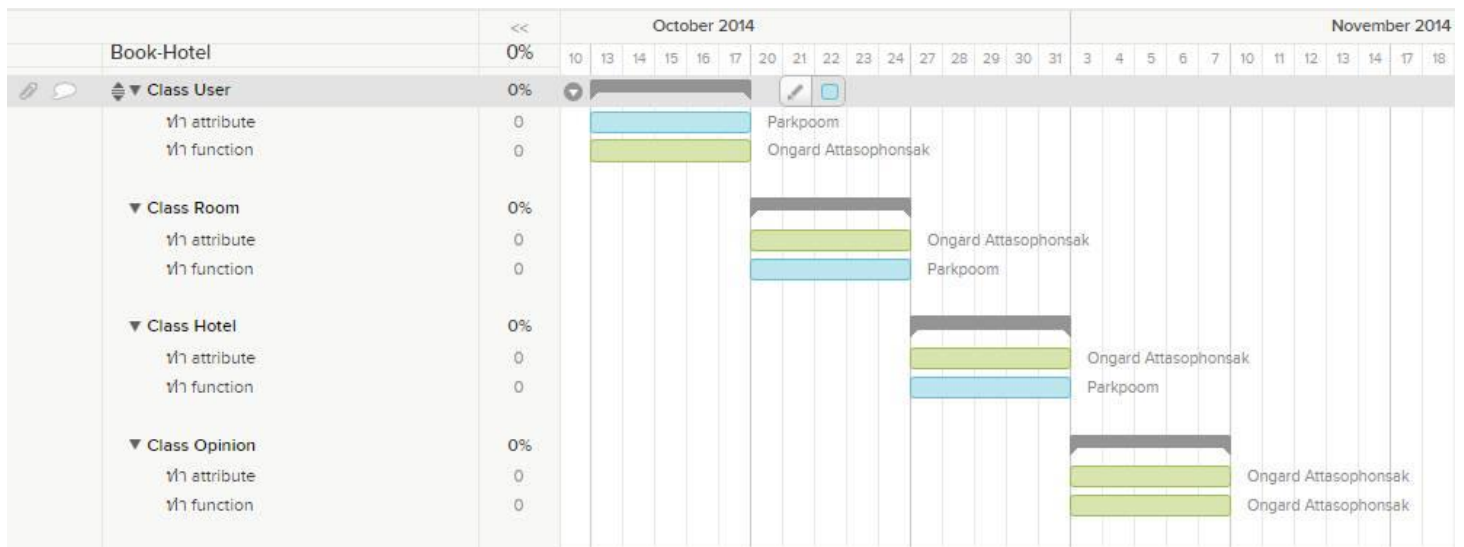 << October 2014 November 2014
Book-Hotel 0% 10 13 14 15 16 17 20 21 22 23 24 27 28 29 30 31 3 4 5 6 7 10 11 12 13 14 17 18
Class User 0%
ทำ attribute 0 Parkpoom
ทำ function 0 Ongard Attasophonsak
Class Room 0%
ทำ attribute 0 Ongard Attasophonsak
ทำ function 0 Parkpoom
Class Hotel 0%
ทำ attribute 0 Ongard Attasophonsak
ทำ function 0 Parkpoom
Class Opinion 0%
ทำ attribute 0 Ongard Attasophonsak
ทำ function 0 Ongard Attasophonsak